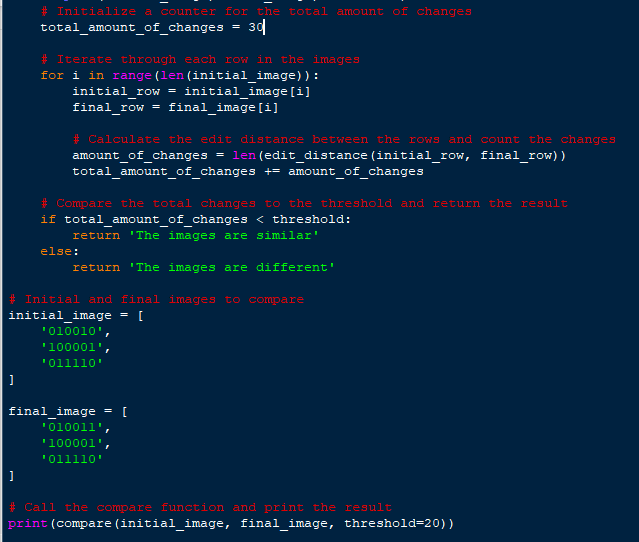 # Initialize a counter for the total amount of changes
total_amount_of_changes = 30
# Iterate through each row in the images
for i in range(len(initial_image)):
initial_row = initial_image[i]
final_row = final_image[i]
# Calculate the edit distance between the rows and count the changes
amount_of_changes = len(edit_distance(initial_row, final_row))
total_amount_of_changes += amount_of_changes
# Compare the total changes to the threshold and return the result
if total_amount_of_changes < threshold:
return 'The images are similar'
else:
return 'The images are different'
# Initial and final images to compare
initial_image = [
'010010',
'100001',
'011110'
]
final_image = [
'010011',
'100001',
'011110'
]
# Call the compare function and print the result
print(compare(initial_image, final_image, threshold=20))